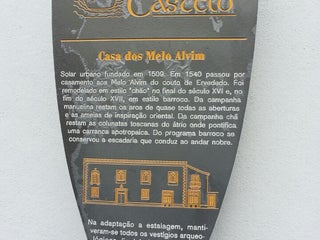 Castelo
Casa dos Melo Alvim
Solar urbano fundado em 1509. Em 1540 passou por
casamento aos Melo Alvim do couto de Ervededo. Foi
remodelado em estilo "chão" no final do século XVI e, no
fim do século XVII, em estilo barroco. Da campanha
manuelina restam os arcos de quase todas as aberturas
e as ameias de inspiração oriental. Da campanha chã
restam as colunatas toscanas do átrio onde pontifica
uma carranca apotropaica. Do programa barroco se
conservou a escadaria que conduz ao andar nobre.
Na adaptação a estalagem, manti-
veram-se todos os vestígios arqueo-